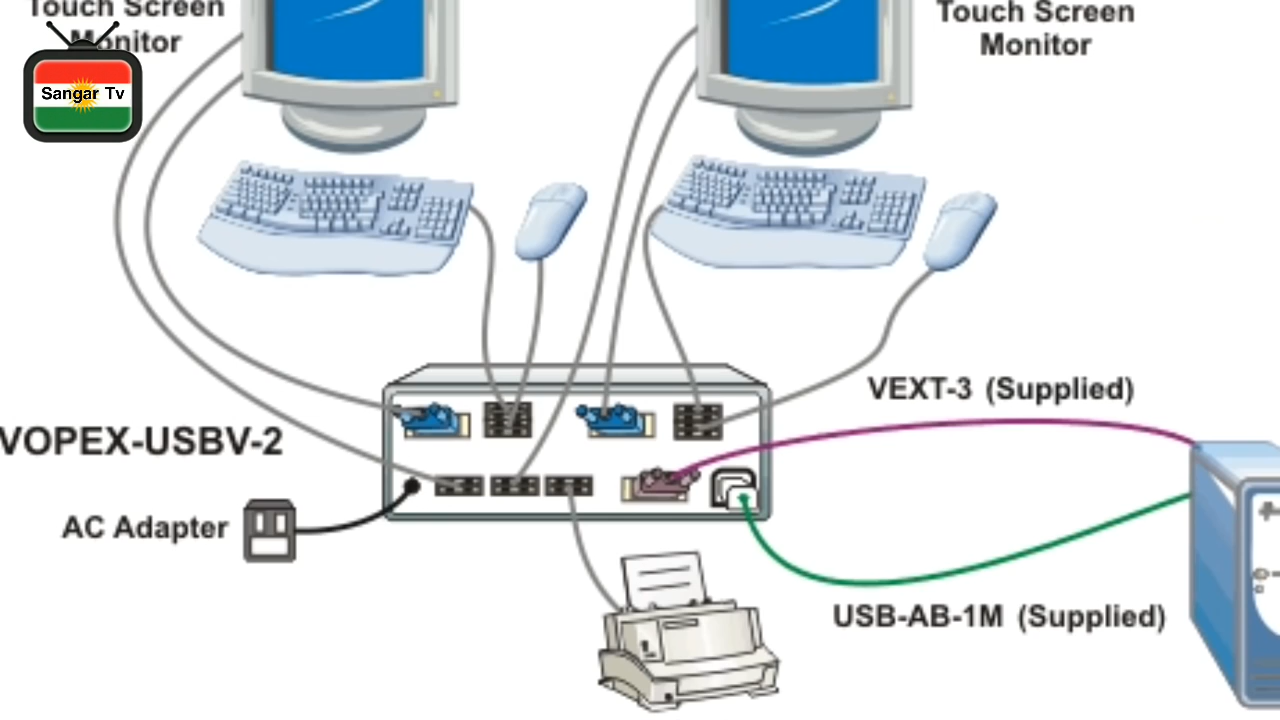 Touch Screen
Monitor
Touch Screen
Monitor
Sangar Tv
VEXT-3 (Supplied)
VOPEX-USBV-2
AC Adapter
USB-AB-1M (Supplied)